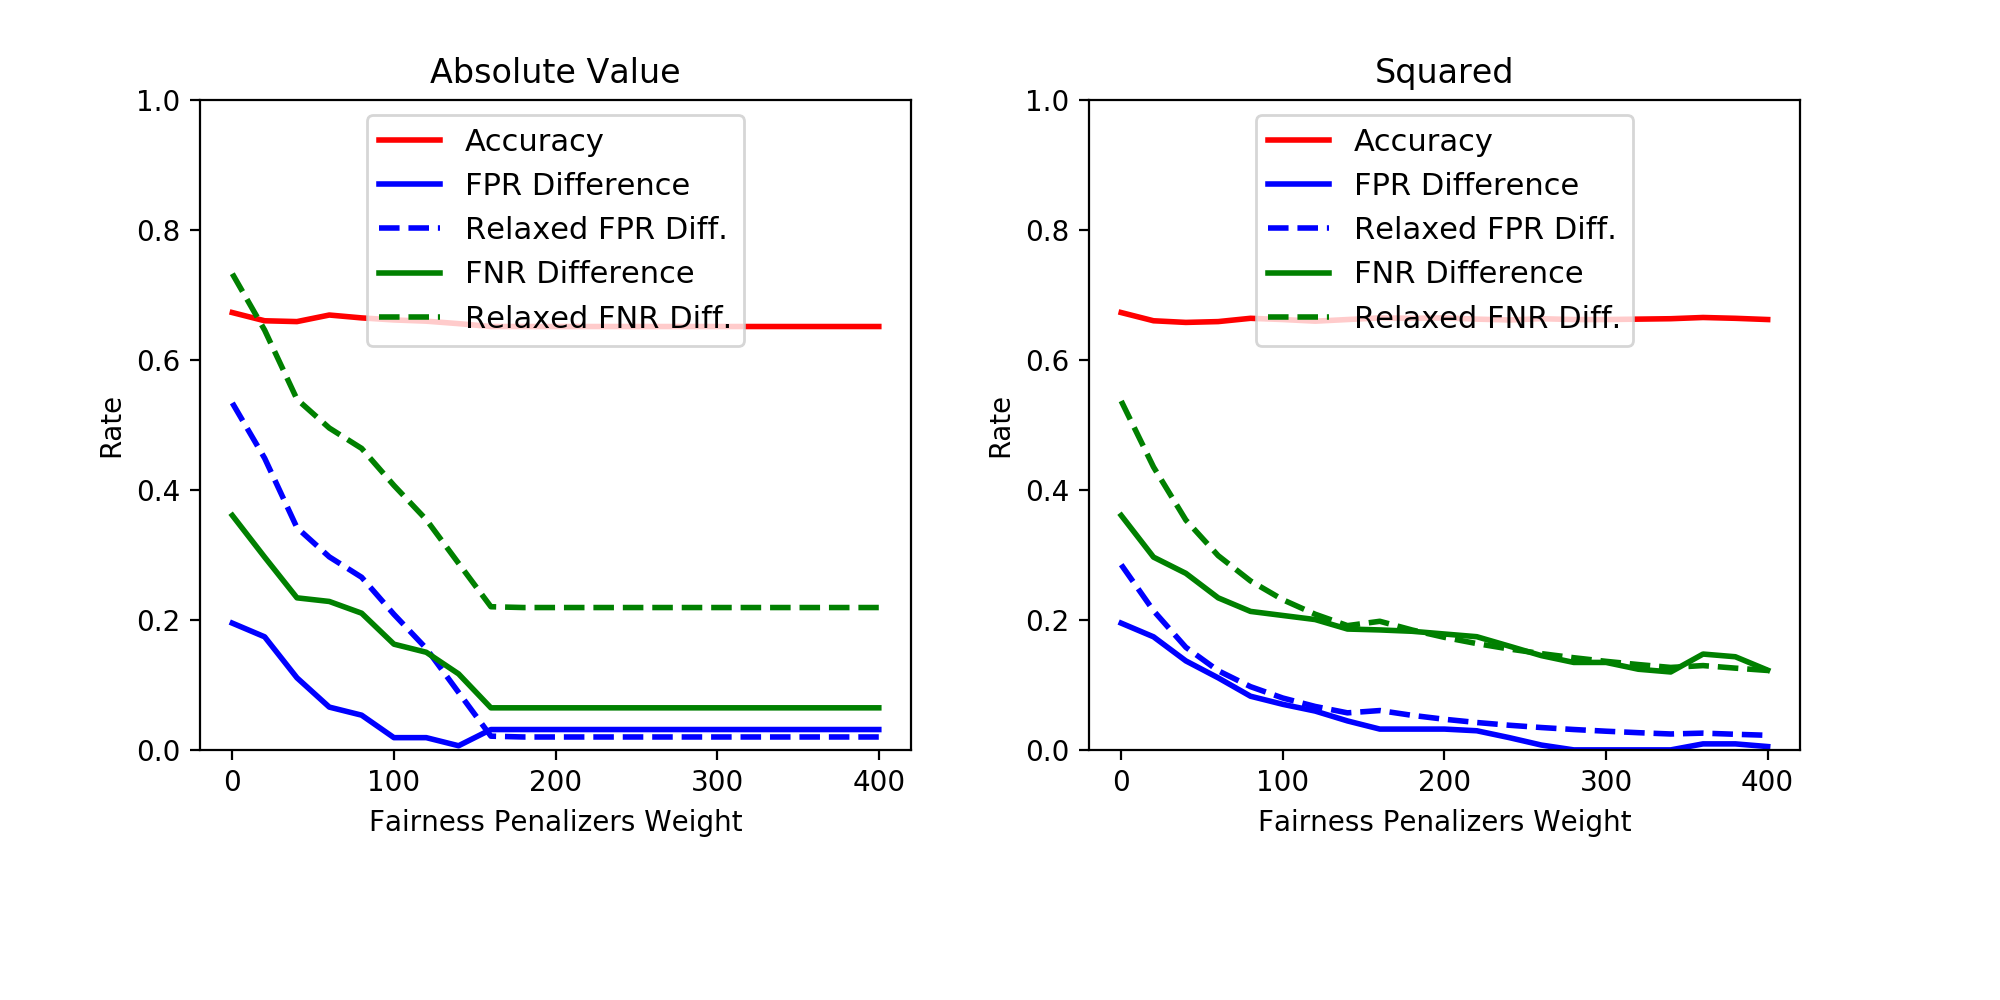 Absolute Value
1.0
0.8
0.6
0.4
0.2
0.0
Rate
Accuracy
FPR Difference
Relaxed FPR Diff.
FNR Difference
Relaxed FNR Diff.
0 100 200 300 400
Fairness Penalizers Weight
Squared
1.0
0.8
0.6
0.4
0.2
0.0
Rate
Accuracy
FPR Difference
Relaxed FPR Diff.
FNR Difference
Relaxed FNR Diff.
0 100 200 300 400
Fairness Penalizers Weight